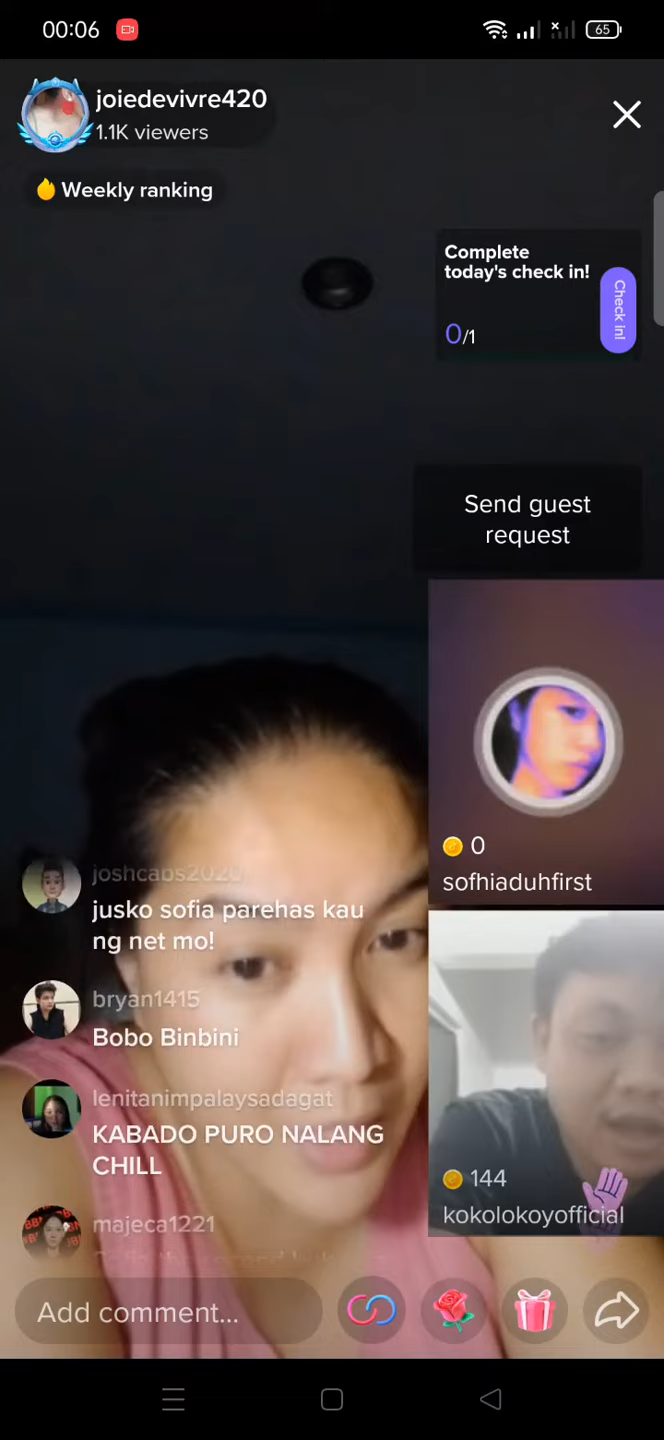 00:06
65
joiedevivre420
1.1K viewers
Weekly ranking
Complete
today's check in!
0/1
Check in!
Send guest
request
0
sofhiaduhfirst
joshcabs2020
jusko sofia parehas kau
ng net mo!
bryan1415
Bobo Binbini
lenitanimpalaysadagat
KABADO PURO NALANG
CHILL
144
kokolokoyofficial
majeca1221
Add comment...